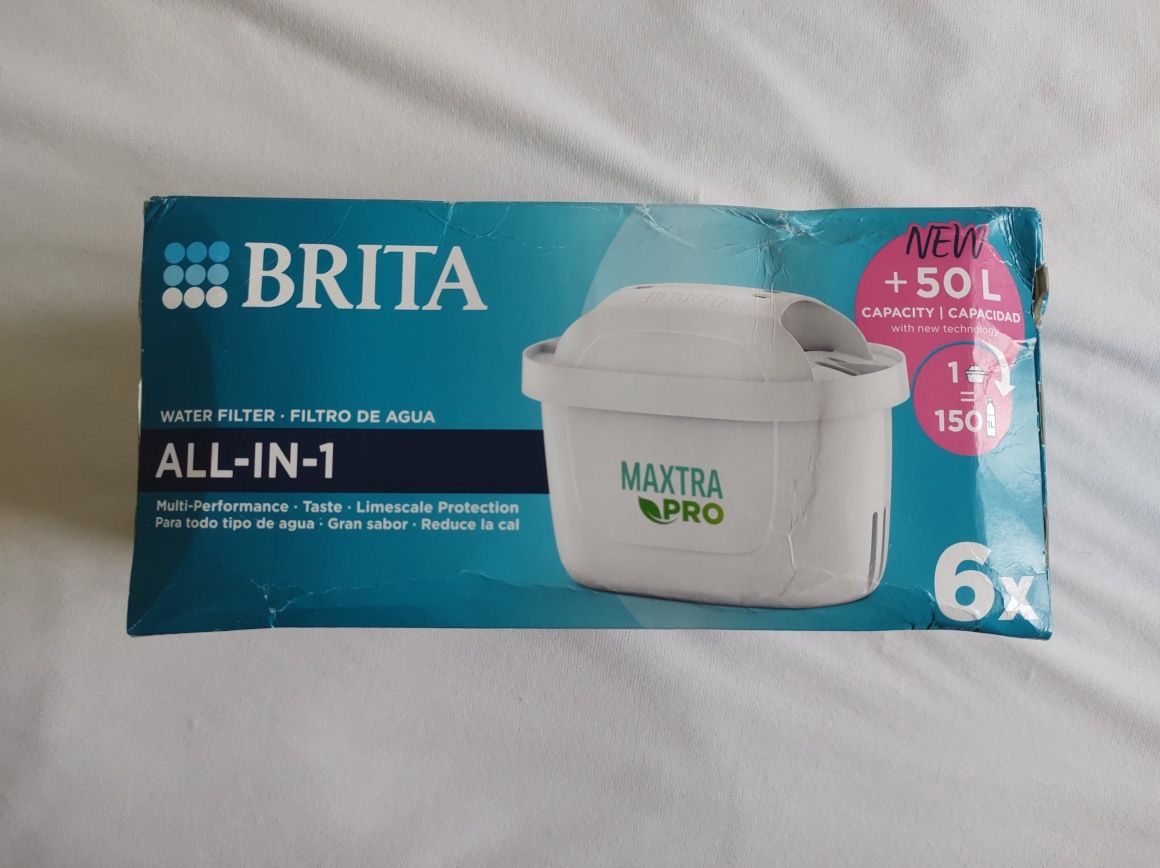 BRITA
WATER FILTER · FILTRO DE AGUA
ALL-IN-1
Multi-Performance · Taste · Limescale Protection
Para todo tipo de agua · Gran sabor · Reduce la cal
BRITA
MAXTRA
PRO
NEW
+ 50 L
CAPACITY | CAPACIDAD
with new technology
1
=
150
6x